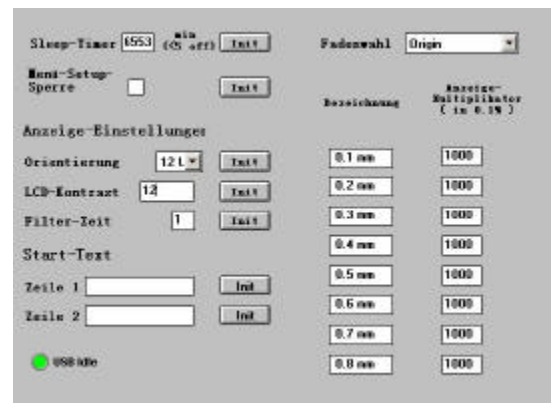 Sleep-Timer 6553 min (<5 off) Init
Menü-Setup-
Sperre Init
Anzeige-Einstellungen
Orientierung 12 L Init
LCD-Kontrast 12 Init
Filter-Zeit 1 Init
Start-Text
Zeile 1 Init
Zeile 2 Init
USB Idle
Fadenwahl Origin
Bezeichnung Anzeige-
Multiplikator
( in 0.1% )
0.1 mm 1000
0.2 mm 1000
0.3 mm 1000
0.4 mm 1000
0.5 mm 1000
0.6 mm 1000
0.7 mm 1000
0.8 mm 1000